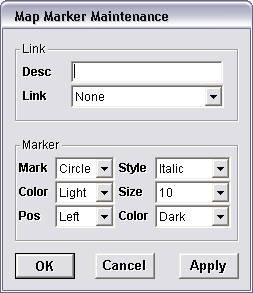 Map Marker Maintenance
Link
Desc
Link None
Marker
Mark Circle Style Italic
Color Light Size 10
Pos Left Color Dark
OK Cancel Apply